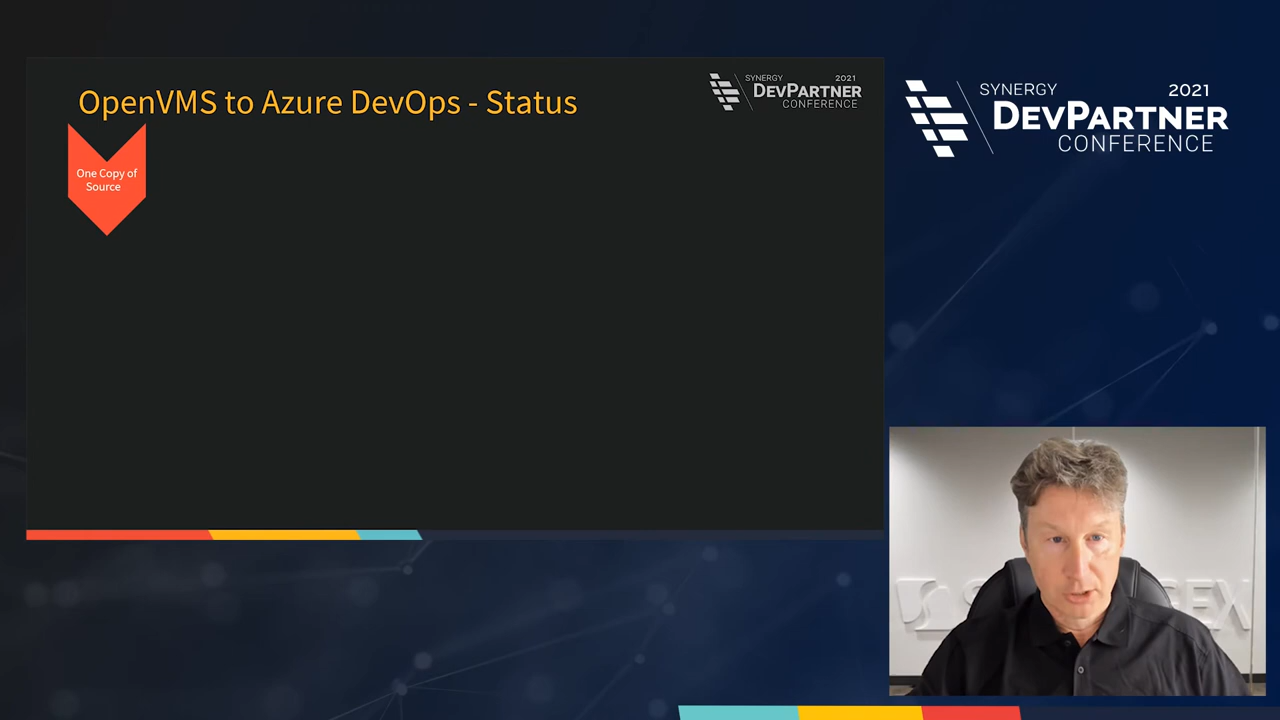 OpenVMS to Azure DevOps - Status
SYNERGY 2021
DEVPARTNER
CONFERENCE
One Copy of
Source
SYNERGY 2021
DEVPARTNER
CONFERENCE